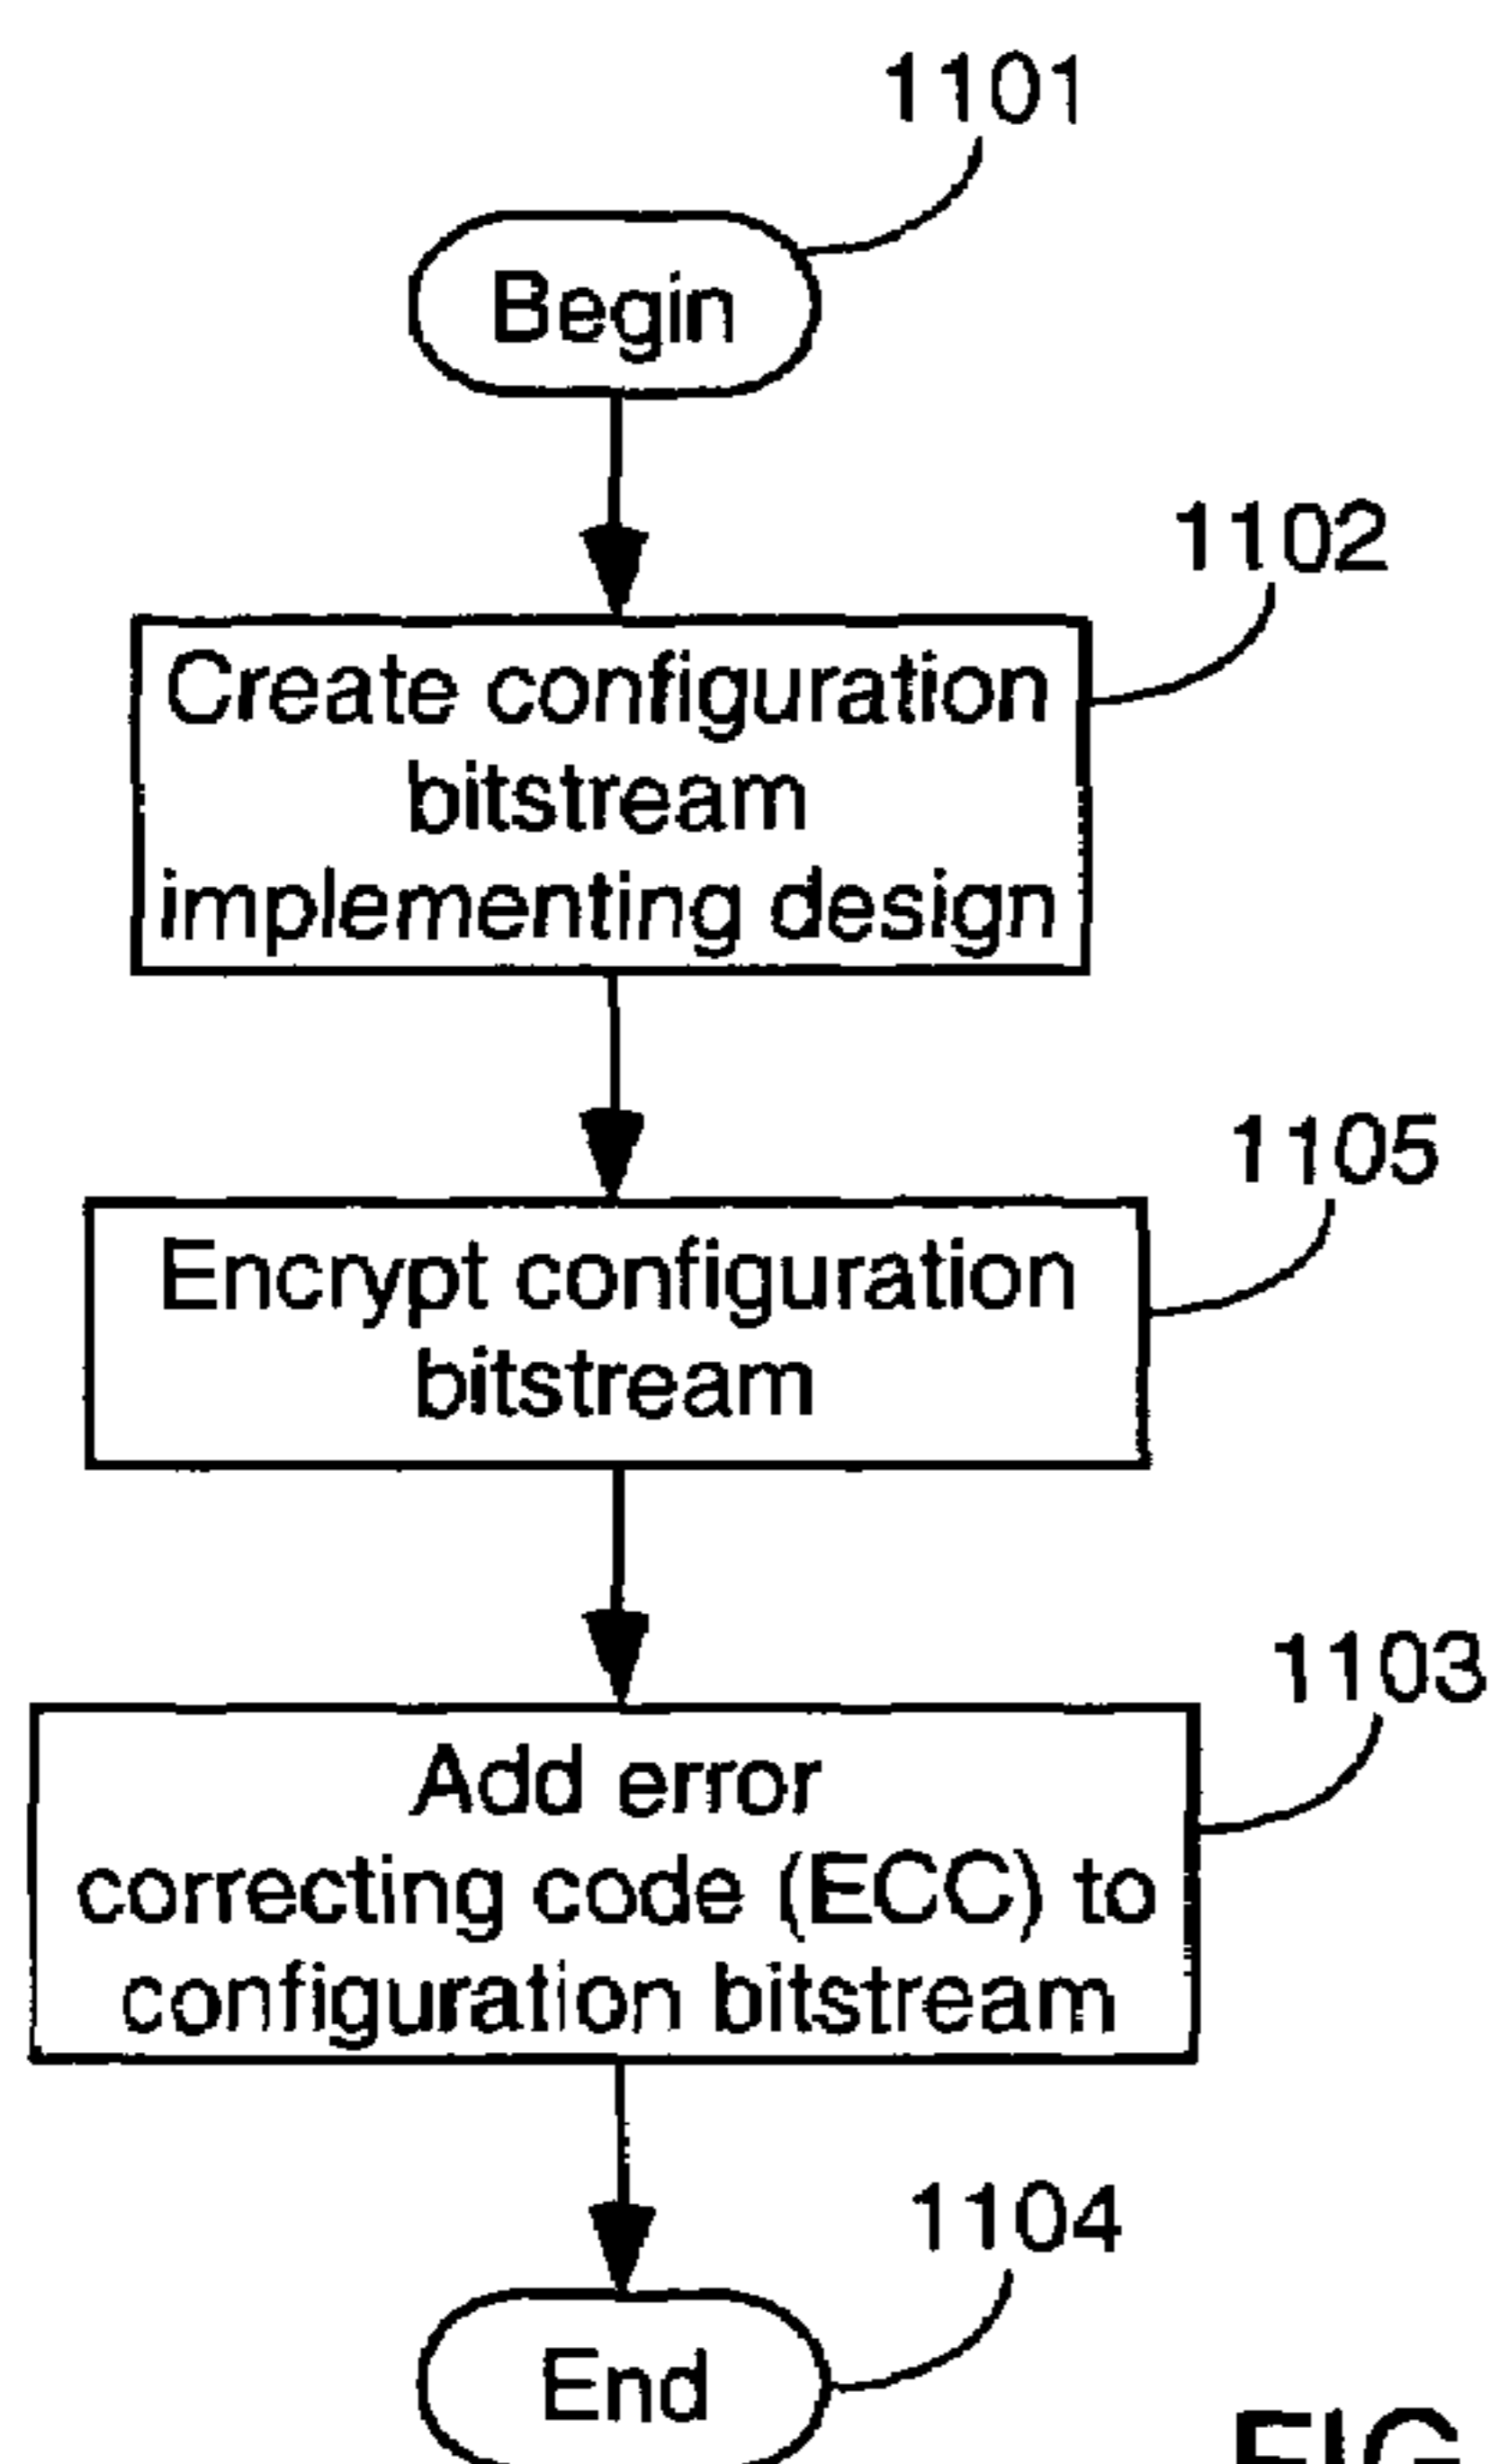 1101
Begin
1102
Create configuration
bitstream
implementing design
1105
Encrypt configuration
bitstream
1103
Add error
correcting code (ECC) to
configuration bitstream
1104
End
FIG